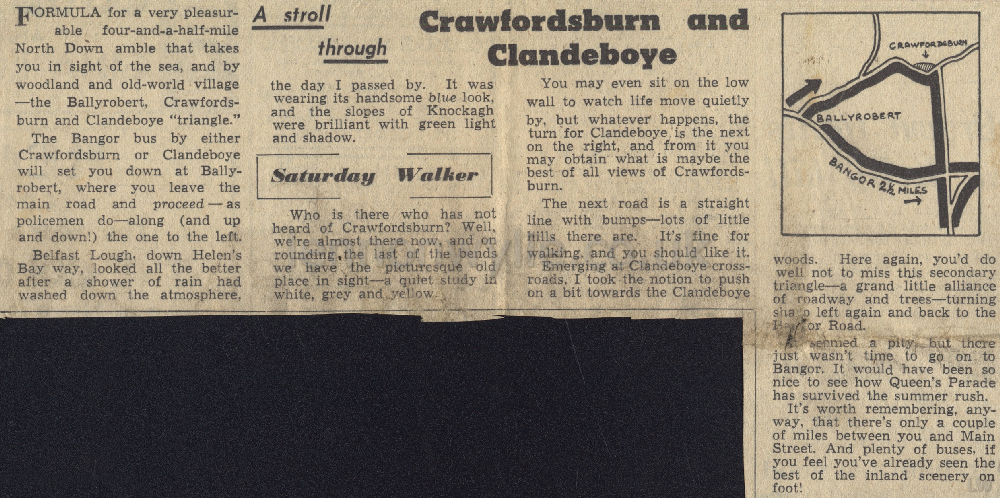 A stroll
through
Crawfordsburn and
Clandeboye
FORMULA for a very pleasur-
able four-and-a-half-mile
North Down amble that takes
you in sight of the sea, and by
woodland and old-world village
—the Ballyrobert, Crawfords-
burn and Clandeboye “triangle.”
The Bangor bus by either
Crawfordsburn or Clandeboye
will set you down at Bally-
robert, where you leave the
main road and proceed — as
policemen do—along (and up
and down!) the one to the left.
Belfast Lough, down Helen's
Bay way, looked all the better
after a shower of rain had
washed down the atmosphere,
the day I passed by. It was
wearing its handsome blue look,
and the slopes of Knockagh
were brilliant with green light
and shadow.
Saturday Walker
Who is there who has not
heard of Crawfordsburn? Well,
we're almost there now, and on
rounding the last of the bends
we have the picturesque old
place in sight—a quiet study in
white, grey and yellow.
You may even sit on the low
wall to watch life move quietly
by, but whatever happens, the
turn for Clandeboye is the next
on the right, and from it you
may obtain what is maybe the
best of all views of Crawfords-
burn.
The next road is a straight
line with bumps—lots of little
hills there are. It's fine for
walking, and you should like it.
Emerging at Clandeboye cross-
roads, I took the notion to push
on a bit towards the Clandeboye
CRAWFORDSBURN
BALLYROBERT
BANGOR 2½ MILES
woods. Here again, you'd do
well not to miss this secondary
triangle—a grand little alliance
of roadway and trees—turning
left again and back to the
Road.
seemed a pity, but there
just wasn't time to go on to
Bangor. It would have been so
nice to see how Queen's Parade
has survived the summer rush.
It's worth remembering, any-
way, that there's only a couple
of miles between you and Main
Street. And plenty of buses, if
you feel you've already seen the
best of the inland scenery on
foot!